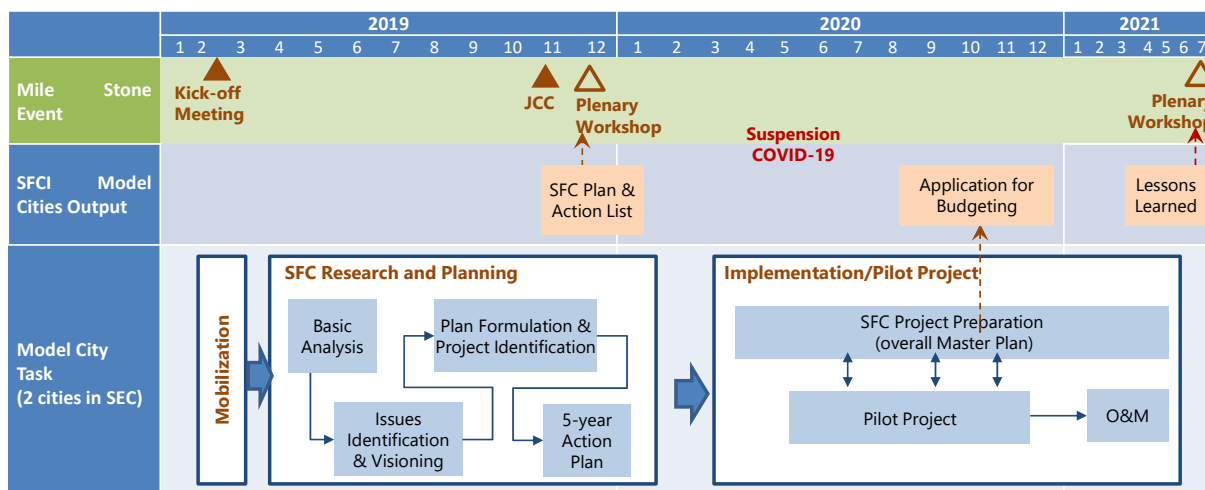 2019 2020 2021
1 2 3 4 5 6 7 8 9 10 11 12 1 2 3 4 5 6 7 8 9 10 11 12 1 2 3 4 5 6 7
Mile Stone
Event
Kick-off
Meeting
JCC
Plenary
Workshop
Suspension
COVID-19
Plenary
Workshop
SFCI Model
Cities Output
SFC Plan &
Action List
Application for
Budgeting
Lessons
Learned
Model City
Task
(2 cities in SEC)
Mobilization
SFC Research and Planning
Basic
Analysis
Plan Formulation &
Project Identification
Issues
Identification
& Visioning
5-year
Action
Plan
Implementation/Pilot Project
SFC Project Preparation
(overall Master Plan)
Pilot Project
O&M